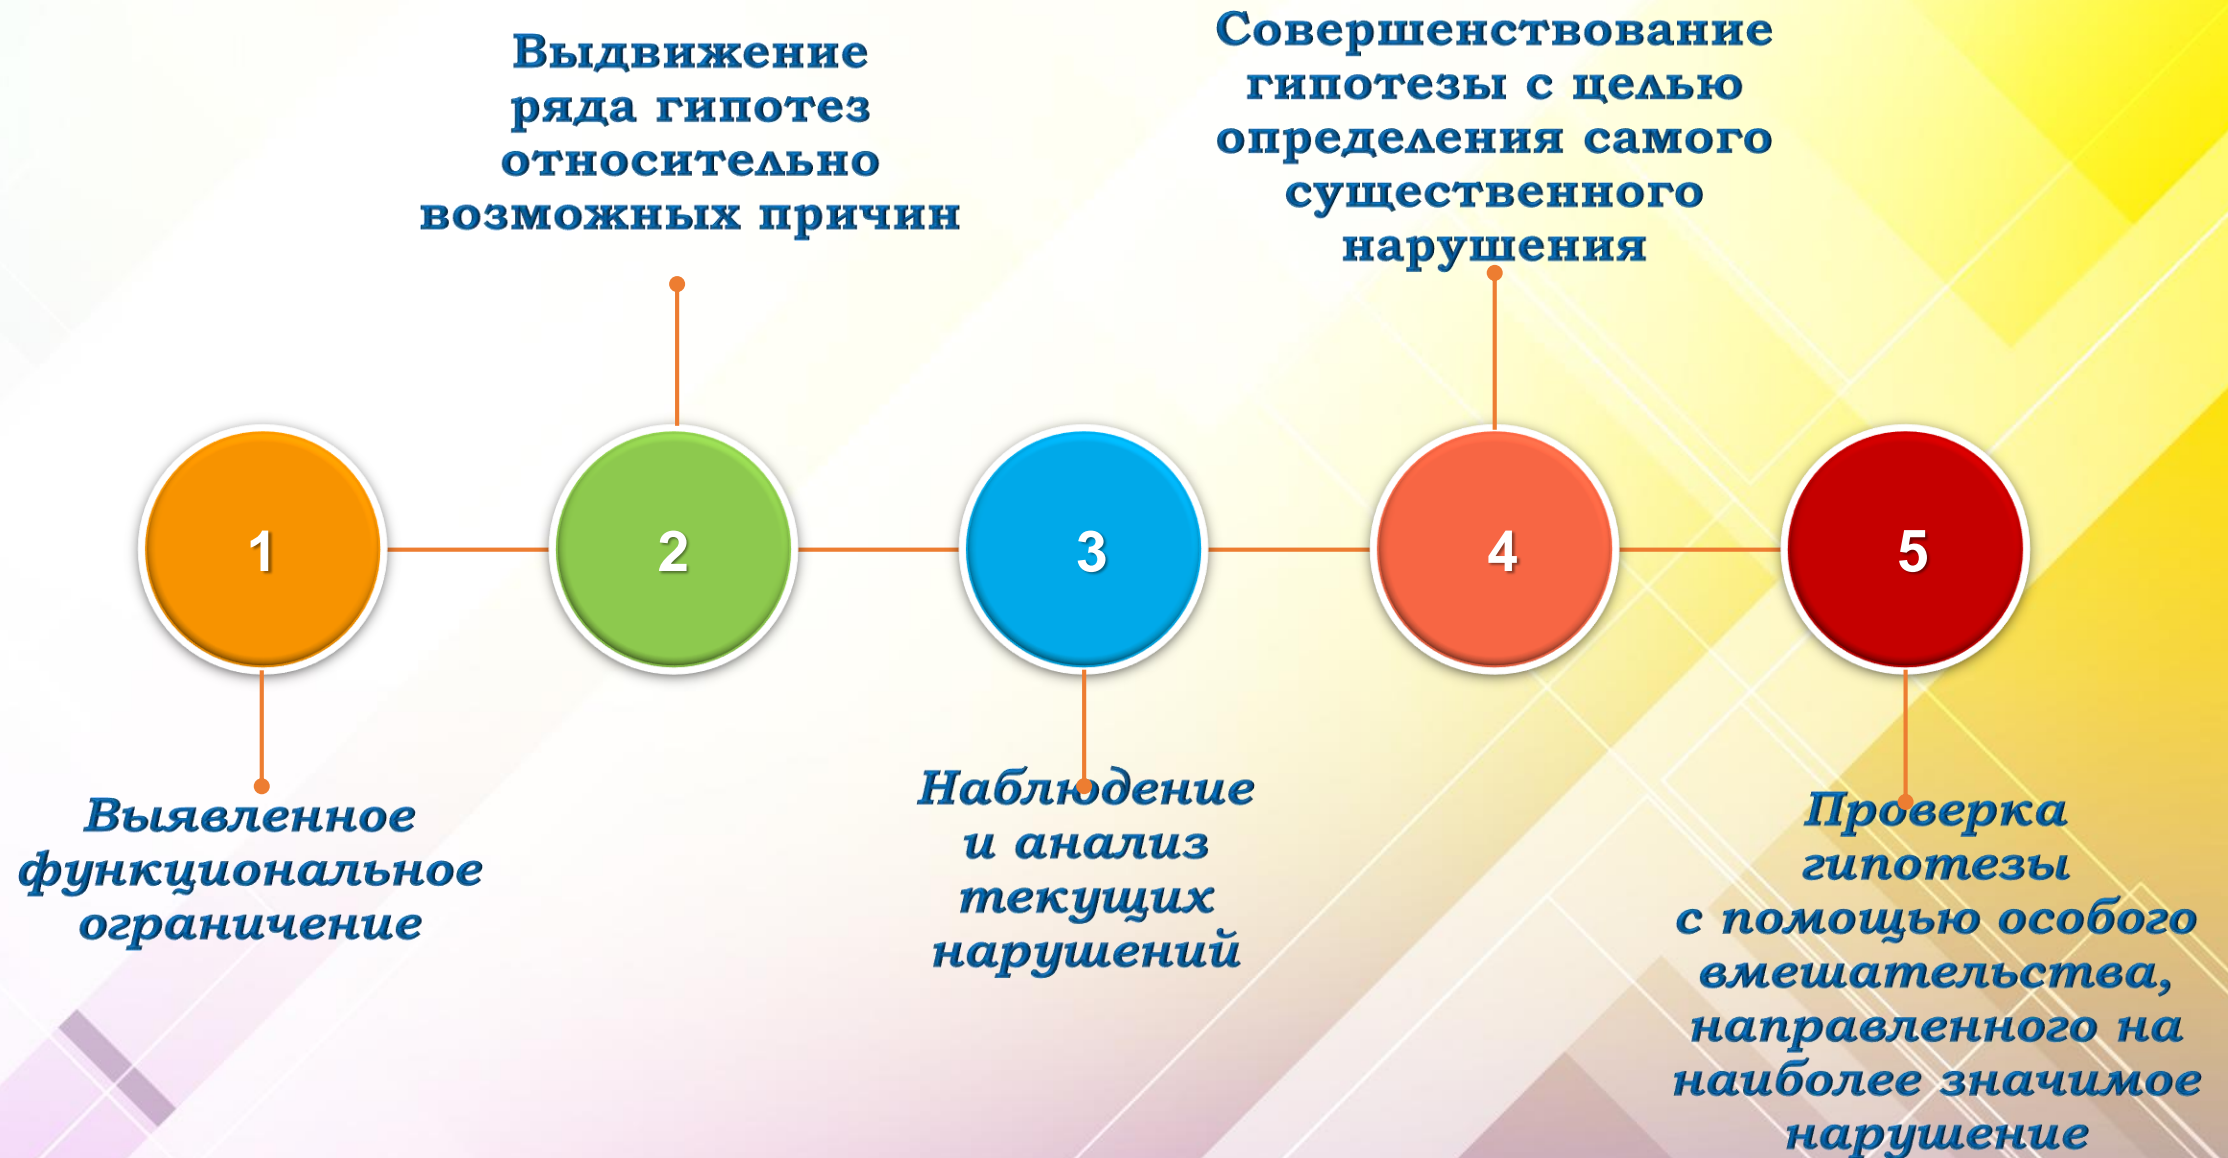 Выдвижение
ряда гипотез
относительно
возможных причин
Совершенствование
гипотезы с целью
определения самого
существенного
нарушения
1
2
3
4
5
Выявленное
функциональное
ограничение
Наблюдение
и анализ
текущих
нарушений
Проверка
гипотезы
с помощью особого
вмешательства,
направленного на
наиболее значимое
нарушение